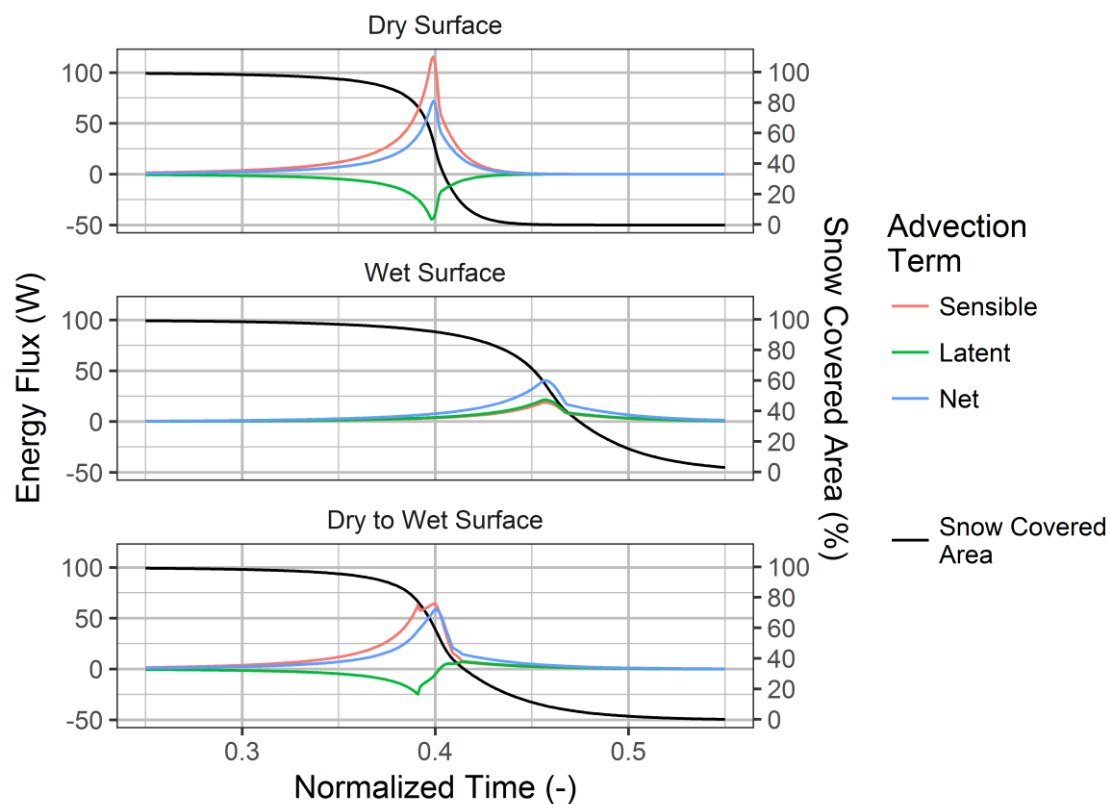 Dry Surface
100
50
0
-50
100
80
60
40
20
0
Wet Surface
100
50
0
-50
100
80
60
40
20
0
Dry to Wet Surface
100
50
0
-50
100
80
60
40
20
0
0.3
0.4
0.5
Normalized Time (-)
Energy Flux (W)
Snow Covered Area (%)
Advection
Term
Sensible
Latent
Net
Snow Covered
Area